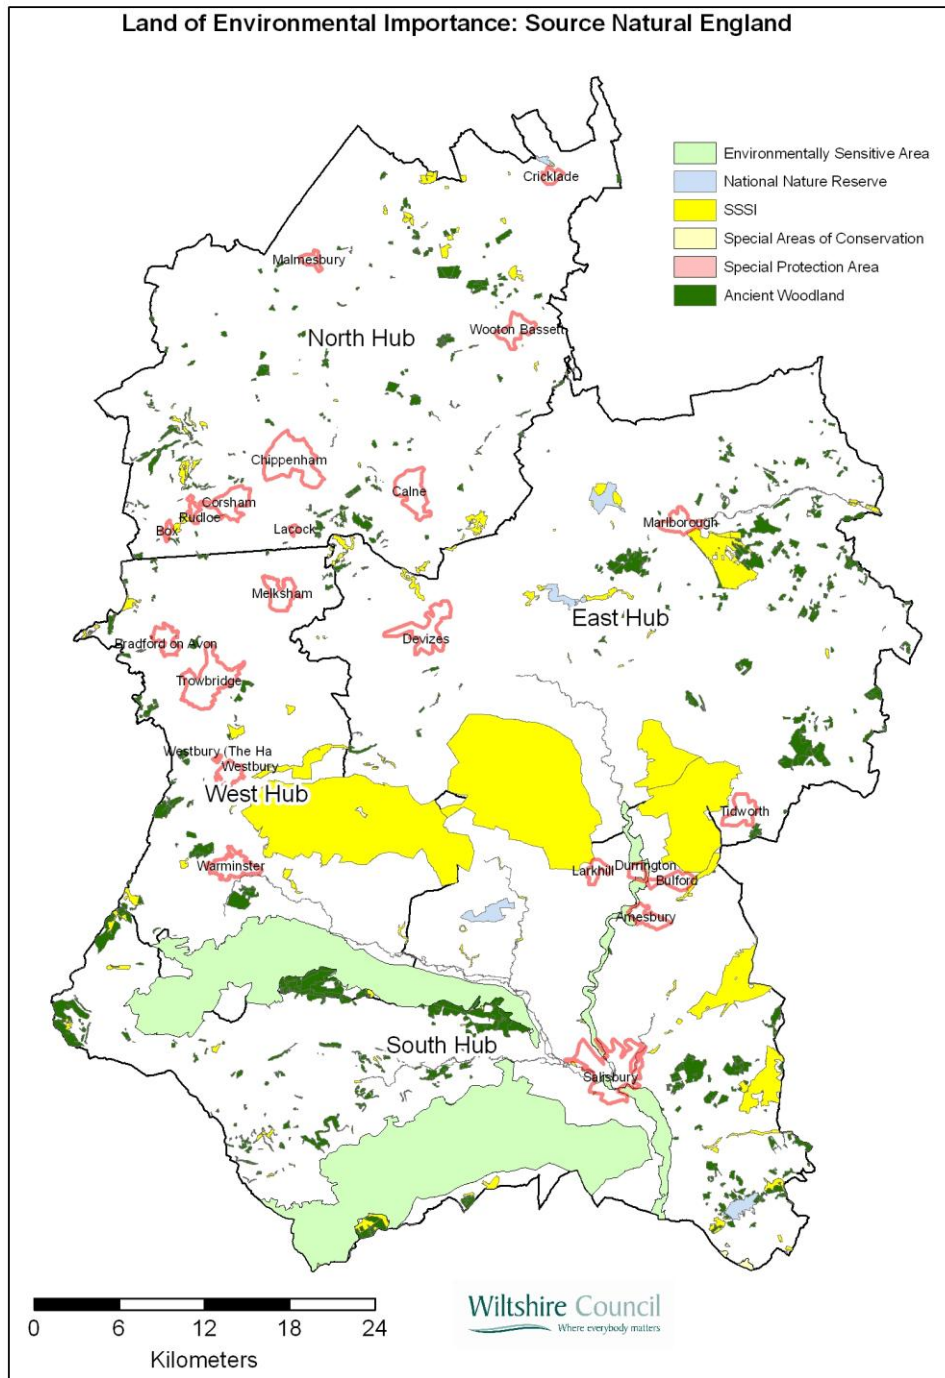 Land of Environmental Importance: Source Natural England
Environmentally Sensitive Area
National Nature Reserve
SSSI
Special Areas of Conservation
Special Protection Area
Ancient Woodland
Cricklade
Malmesbury
Wooton Bassett
North Hub
Chippenham
Calne
Corsham
Rudloe
Box
Lacock
Marlborough
Melksham
East Hub
Devizes
Bradford on Avon
Trowbridge
Westbury (The Ha
Westbury
West Hub
Tidworth
Warminster
Larkhill
Durrington
Bulford
Amesbury
South Hub
Salisbury
0 6 12 18 24
Kilometers
Wiltshire Council
Where everybody matters